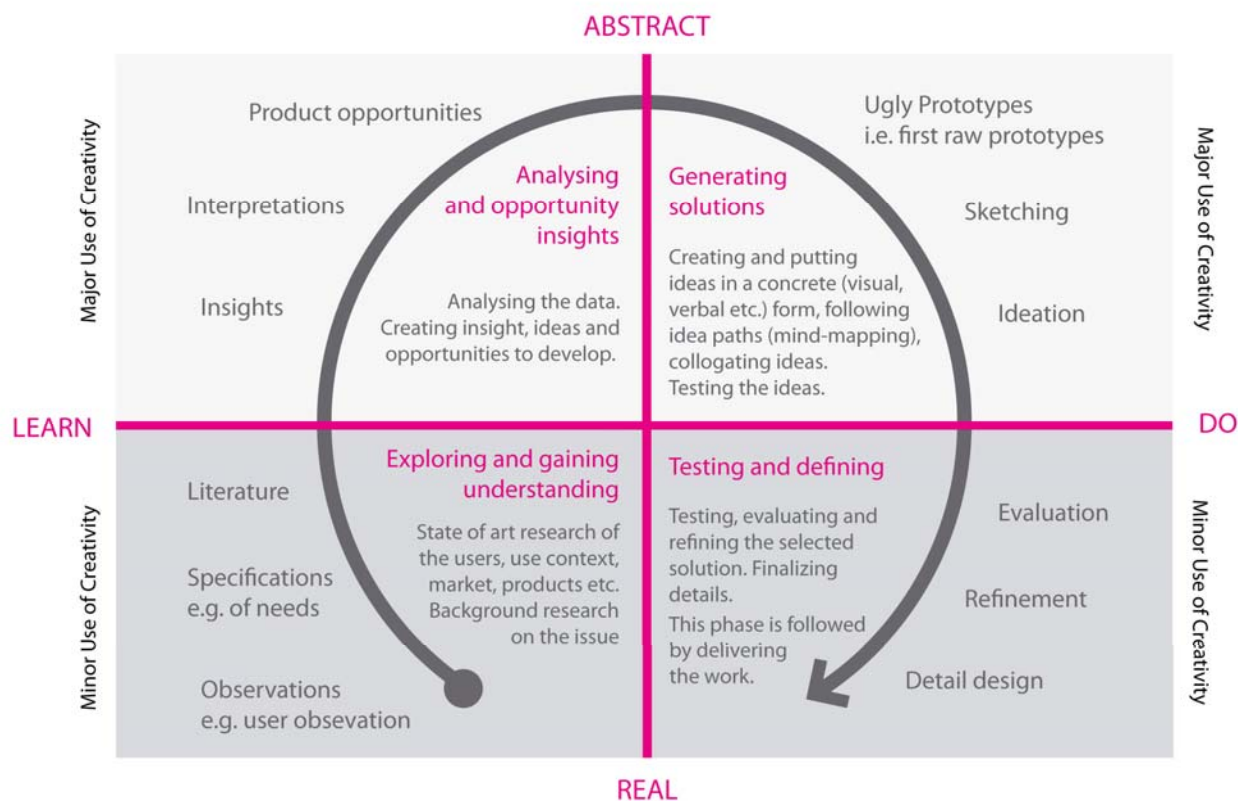 ABSTRACT
Major Use of Creativity
Product opportunities
Interpretations
Insights
Analysing
and opportunity
insights
Analysing the data.
Creating insight, ideas and
opportunities to develop.
Generating
solutions
Creating and putting
ideas in a concrete (visual,
verbal etc.) form, following
idea paths (mind-mapping),
collogating ideas.
Testing the ideas.
Ugly Prototypes
i.e. first raw prototypes
Sketching
Ideation
Major Use of Creativity
LEARN
DO
Minor Use of Creativity
Literature
Specifications
e.g. of needs
Observations
e.g. user obsevation
Exploring and gaining
understanding
State of art research of
the users, use context,
market, products etc.
Background research
on the issue
Testing and defining
Testing, evaluating and
refining the selected
solution. Finalizing
details.
This phase is followed
by delivering
the work.
Evaluation
Refinement
Detail design
Minor Use of Creativity
REAL